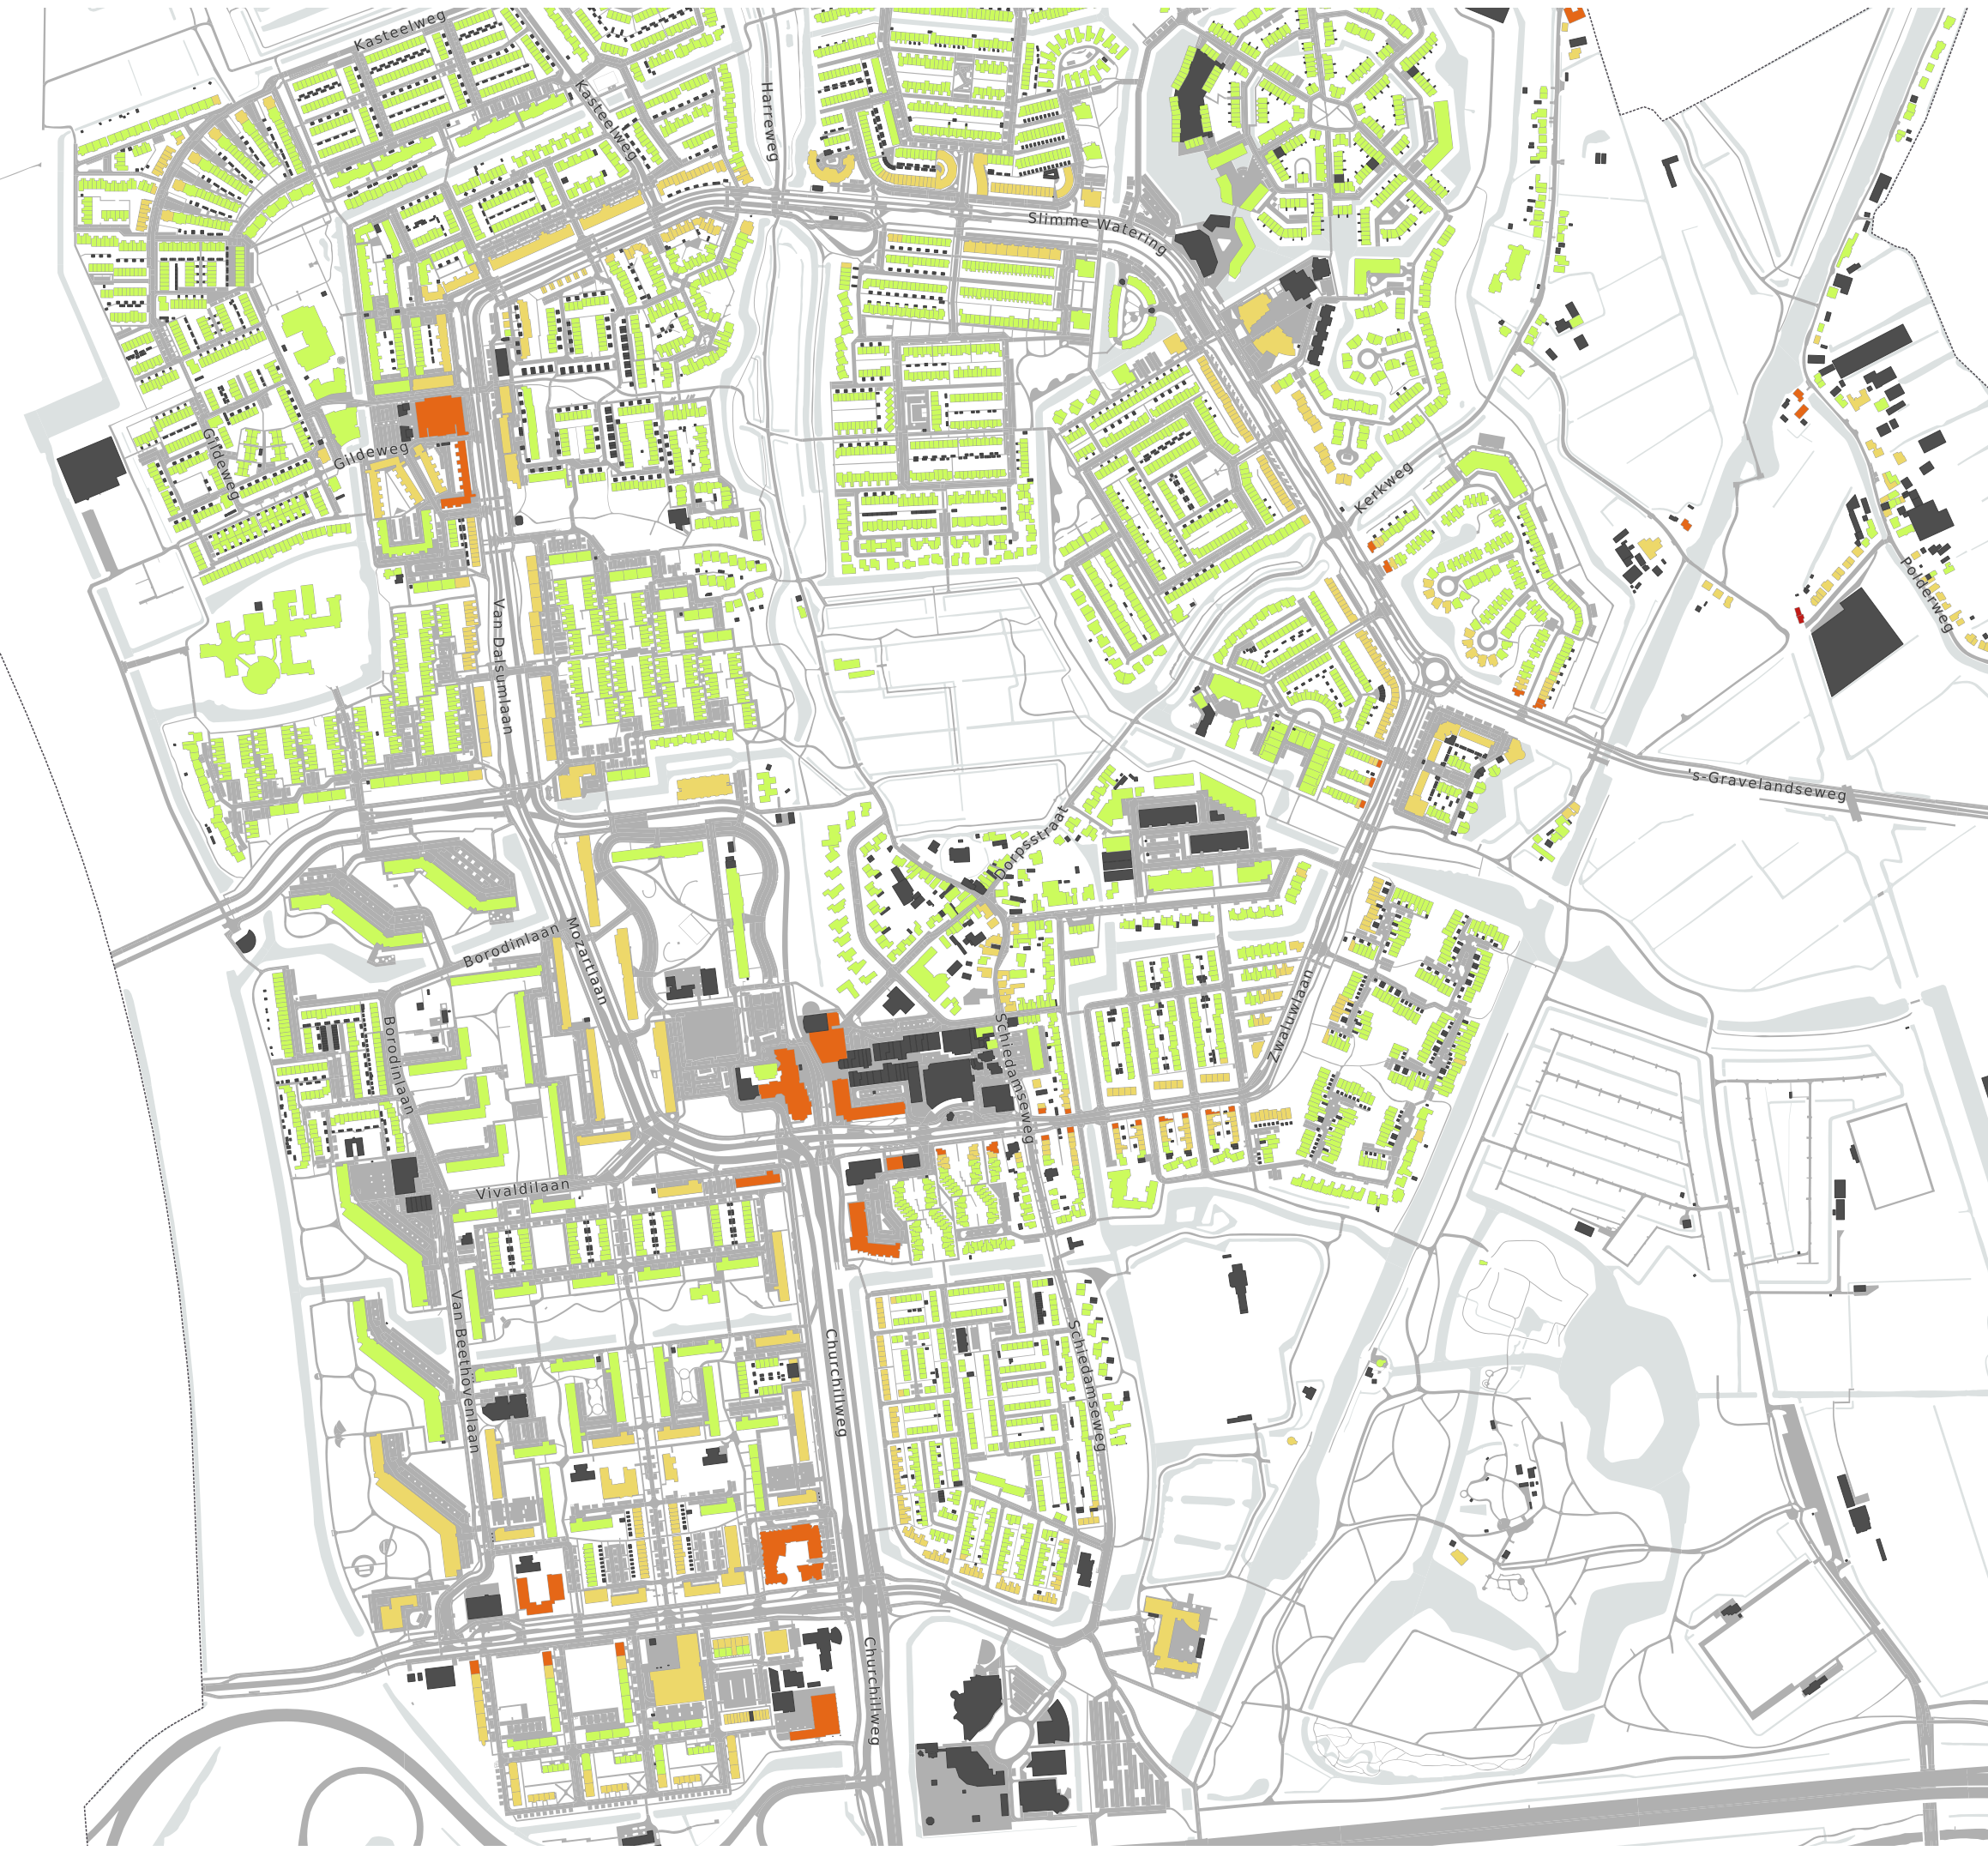 Kasteelweg
Kasteelweg
Harreweg
Slimme Watering
Gildeweg
Gildeweg
Kerkweg
Polderweg
Van Dalsumlaan
's-Gravelandseweg
Dorpsstraat
Borodinlaan
Mozartlaan
Borodinlaan
Schiedamseweg
Zwaluwlaan
Vivaldilaan
Van Beethovenlaan
Churchillweg
Schiedamseweg
Churchillweg